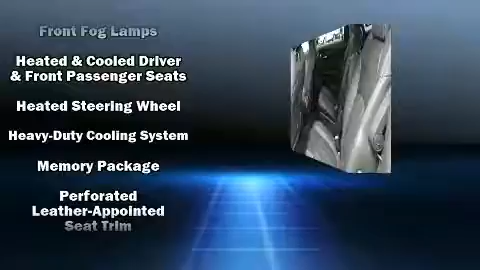 Front Fog Lamps
Heated & Cooled Driver
& Front Passenger Seats
Heated Steering Wheel
Heavy-Duty Cooling System
Memory Package
Perforated
Leather-Appointed
Seat Trim